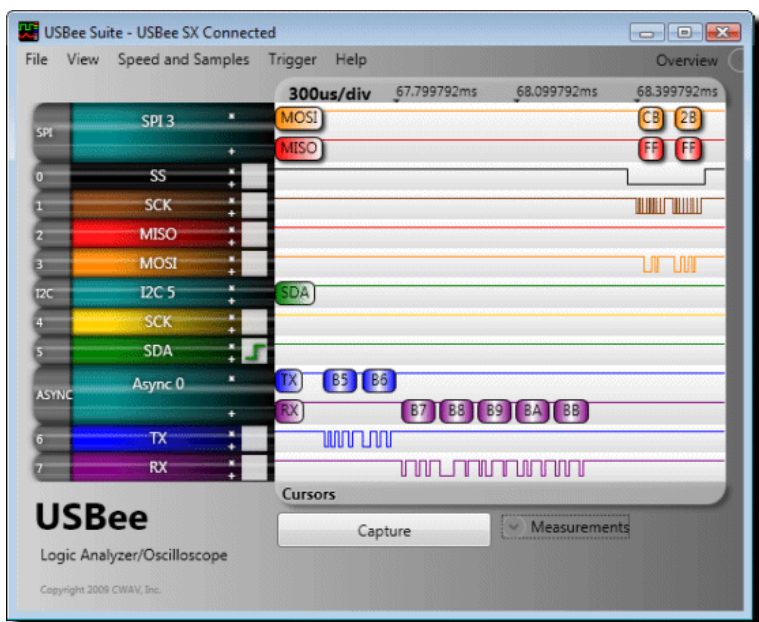 USBee Suite - USBee SX Connected
File View Speed and Samples Trigger Help Overview
300us/div 67.799792ms 68.099792ms 68.399792ms
SPI SPI 3 MOSI CB 2B
MISO FF FF
0 SS
1 SCK
2 MISO
3 MOSI
I2C I2C 5 SDA
4 SCK
5 SDA
ASYNC Async 0 TX B5 B6
RX B7 B8 B9 BA BB
6 TX
7 RX
Cursors
USBee
Capture Measurements
Logic Analyzer/Oscilloscope
Copyright 2009 CWAV, Inc.